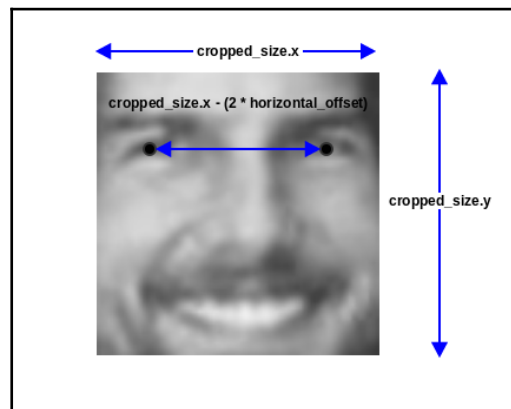 cropped_size.x
cropped_size.x - (2 * horizontal_offset)
cropped_size.y